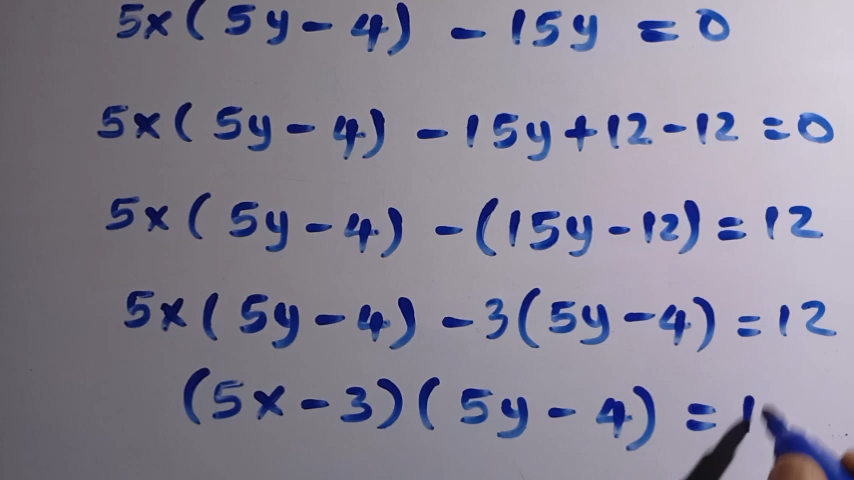 5x(5y-4) - 15y = 0
5x(5y-4) - 15y+12-12 = 0
5x(5y-4) - (15y-12) = 12
5x(5y-4) - 3(5y-4) = 12
(5x-3)(5y-4) = 1